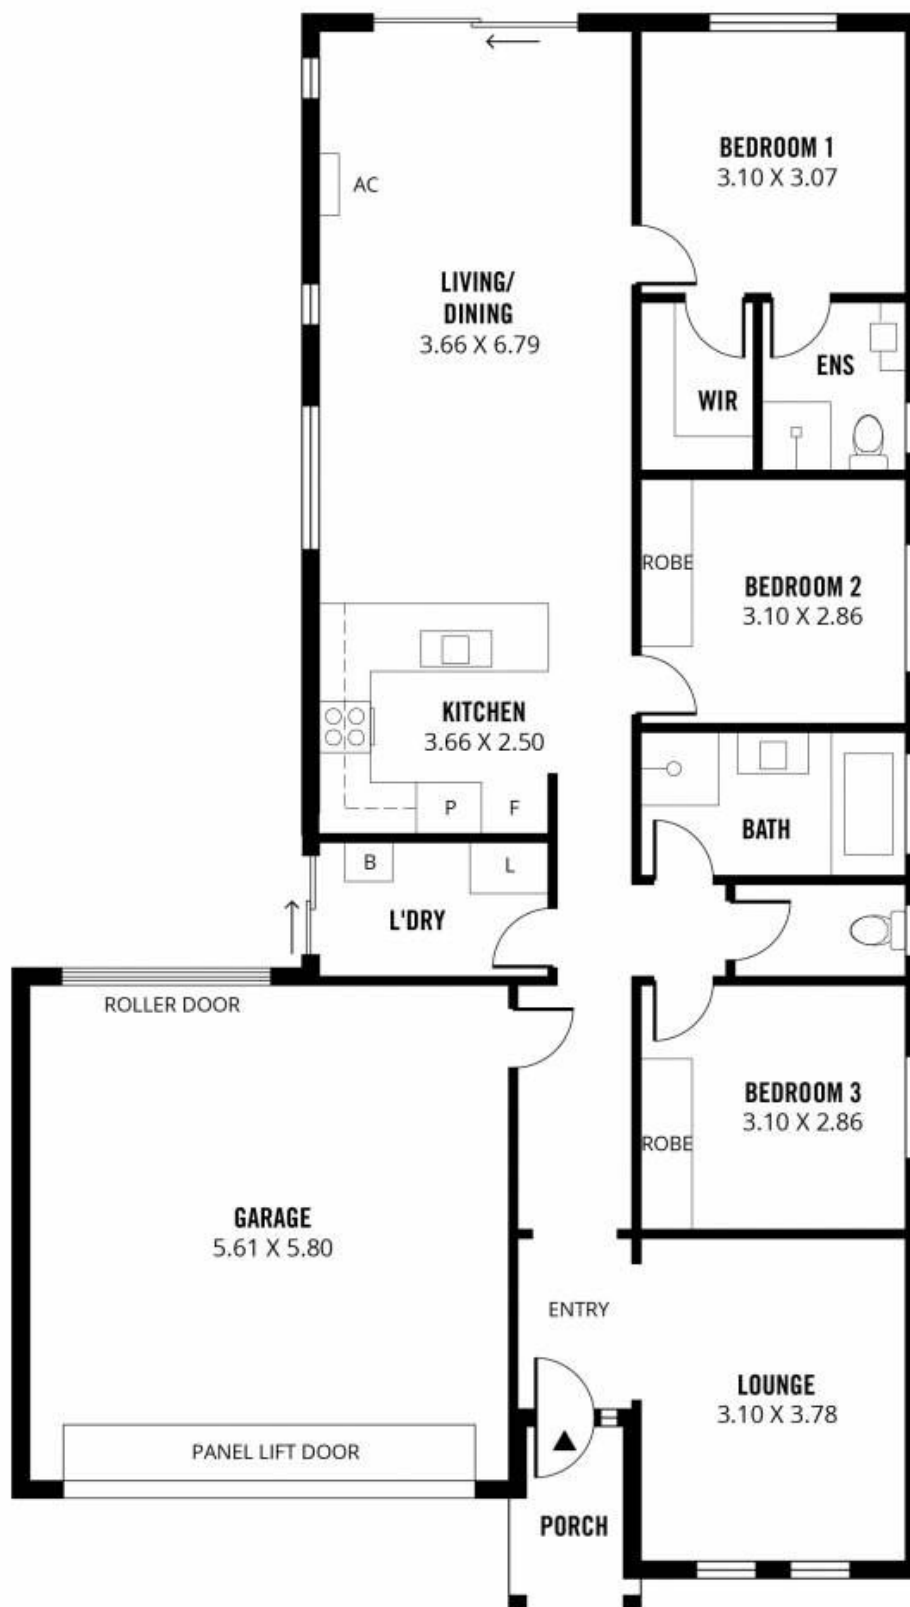 BEDROOM 1
3.10 X 3.07
AC
LIVING/
DINING
3.66 X 6.79
ENS
WIR
ROBE
BEDROOM 2
3.10 X 2.86
KITCHEN
3.66 X 2.50
P
F
BATH
B
L
L'DRY
ROLLER DOOR
BEDROOM 3
3.10 X 2.86
ROBE
GARAGE
5.61 X 5.80
ENTRY
LOUNGE
3.10 X 3.78
PANEL LIFT DOOR
PORCH